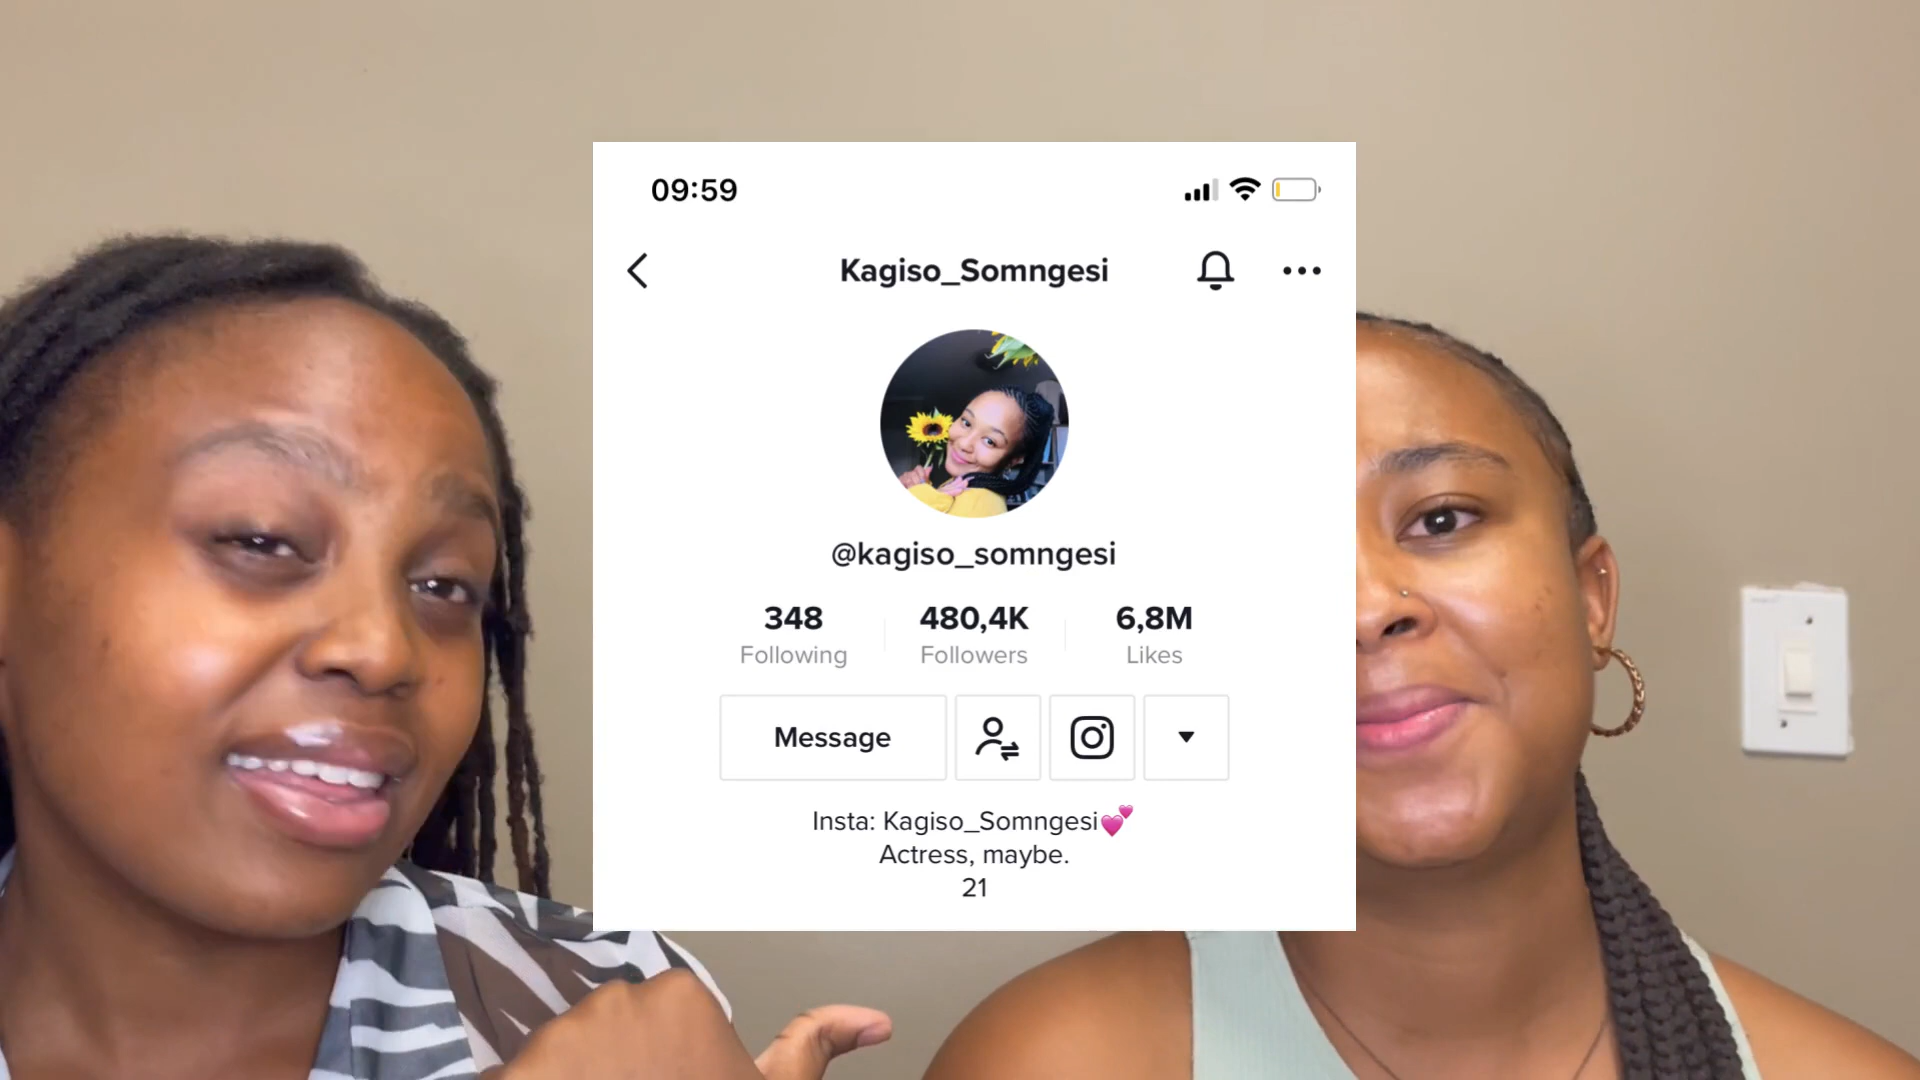 09:59
Kagiso_Somngesi
@kagiso_somngesi
348 480,4K 6,8M
Following Followers Likes
Message
Insta: Kagiso_Somngesi💕
Actress, maybe.
21